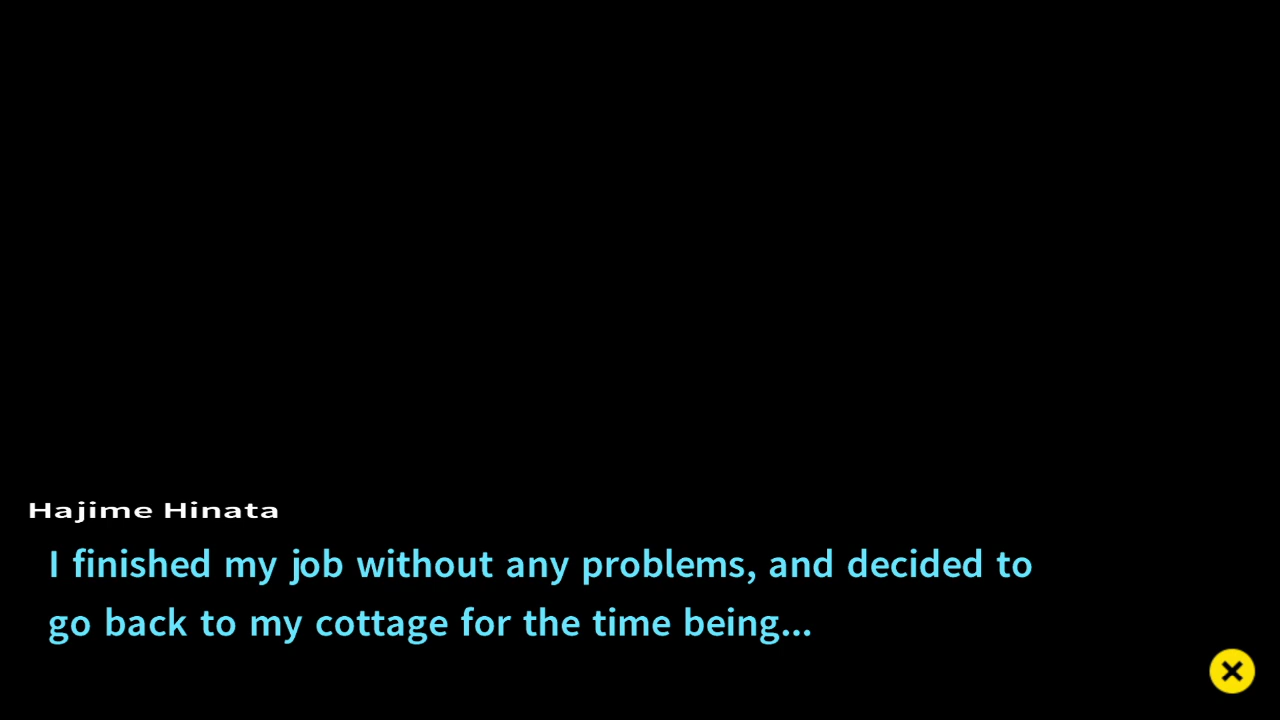 Hajime Hinata
I finished my job without any problems, and decided to
go back to my cottage for the time being...